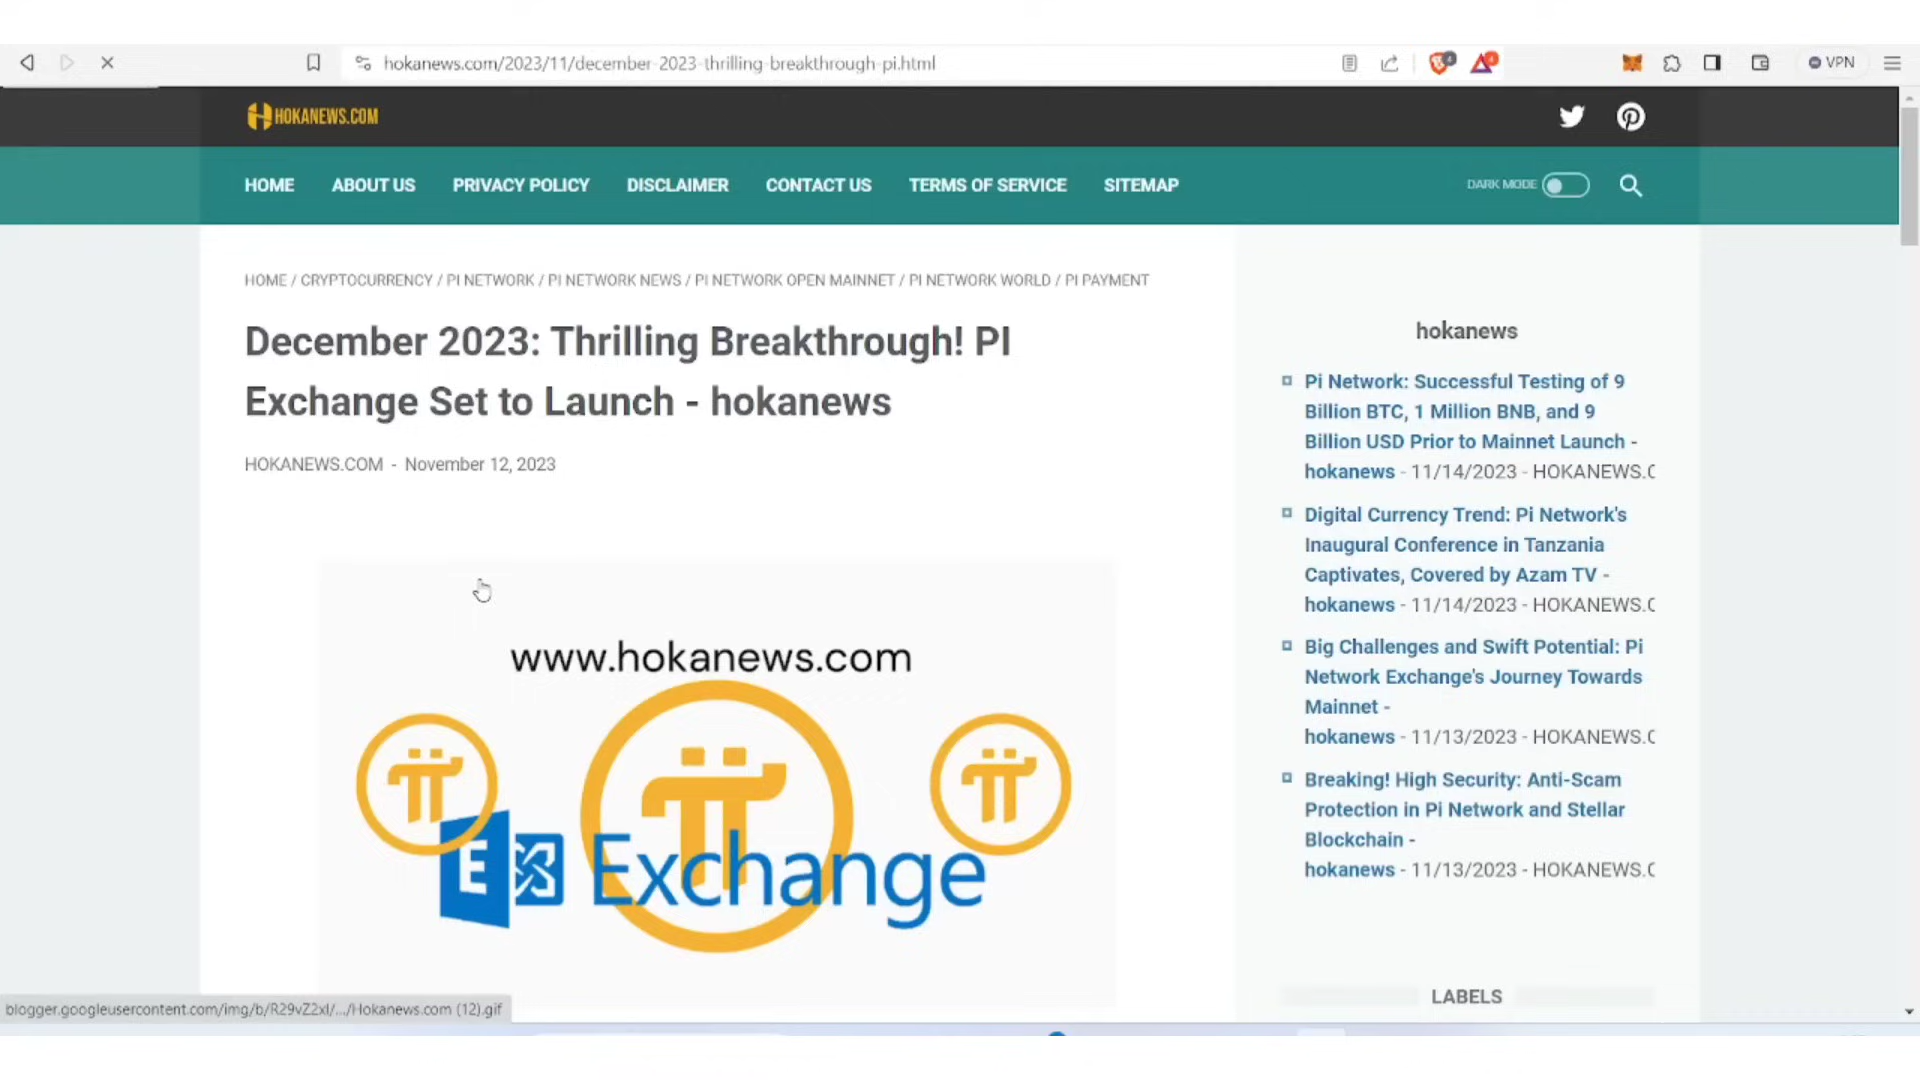 hokanews.com/2023/11/december-2023-thrilling-breakthrough-pi.html
VPN
HOKANEWS.COM
HOME ABOUT US PRIVACY POLICY DISCLAIMER CONTACT US TERMS OF SERVICE SITEMAP
DARK MODE
HOME / CRYPTOCURRENCY / PI NETWORK / PI NETWORK NEWS / PI NETWORK OPEN MAINNET / PI NETWORK WORLD / PI PAYMENT
December 2023: Thrilling Breakthrough! PI
Exchange Set to Launch - hokanews
HOKANEWS.COM - November 12, 2023
www.hokanews.com
E
Exchange
hokanews
Pi Network: Successful Testing of 9
Billion BTC, 1 Million BNB, and 9
Billion USD Prior to Mainnet Launch -
hokanews - 11/14/2023 - HOKANEWS.C
Digital Currency Trend: Pi Network's
Inaugural Conference in Tanzania
Captivates, Covered by Azam TV -
hokanews - 11/14/2023 - HOKANEWS.C
Big Challenges and Swift Potential: Pi
Network Exchange's Journey Towards
Mainnet -
hokanews - 11/13/2023 - HOKANEWS.C
Breaking! High Security: Anti-Scam
Protection in Pi Network and Stellar
Blockchain -
hokanews - 11/13/2023 - HOKANEWS.C
LABELS
blogger.googleusercontent.com/img/b/R29vZ2xl/.../Hokanews.com (12).gif